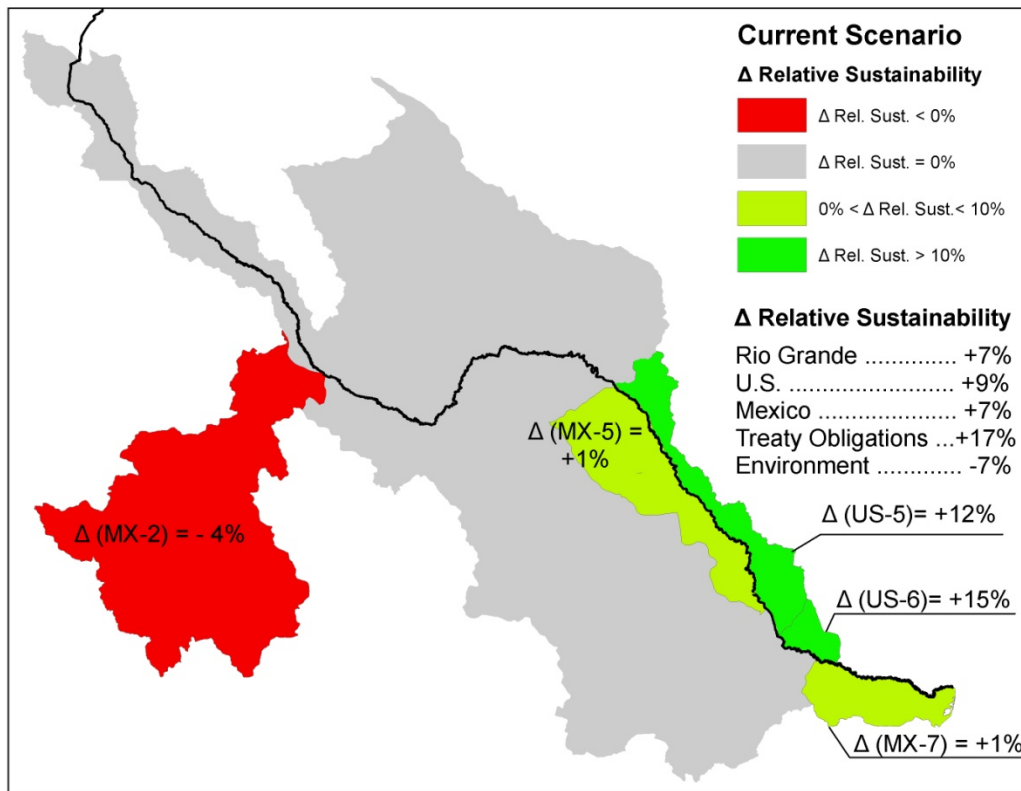 Current Scenario
Δ Relative Sustainability
Δ Rel. Sust. < 0%
Δ Rel. Sust. = 0%
0% < Δ Rel. Sust.< 10%
Δ Rel. Sust. > 10%
Δ Relative Sustainability
Rio Grande .............. +7%
U.S. ........................ +9%
Mexico .................... +7%
Treaty Obligations ...+17%
Environment ............. -7%
Δ (MX-5) =
+1%
Δ (MX-2) = - 4%
Δ (US-5)= +12%
Δ (US-6)= +15%
Δ (MX-7) = +1%